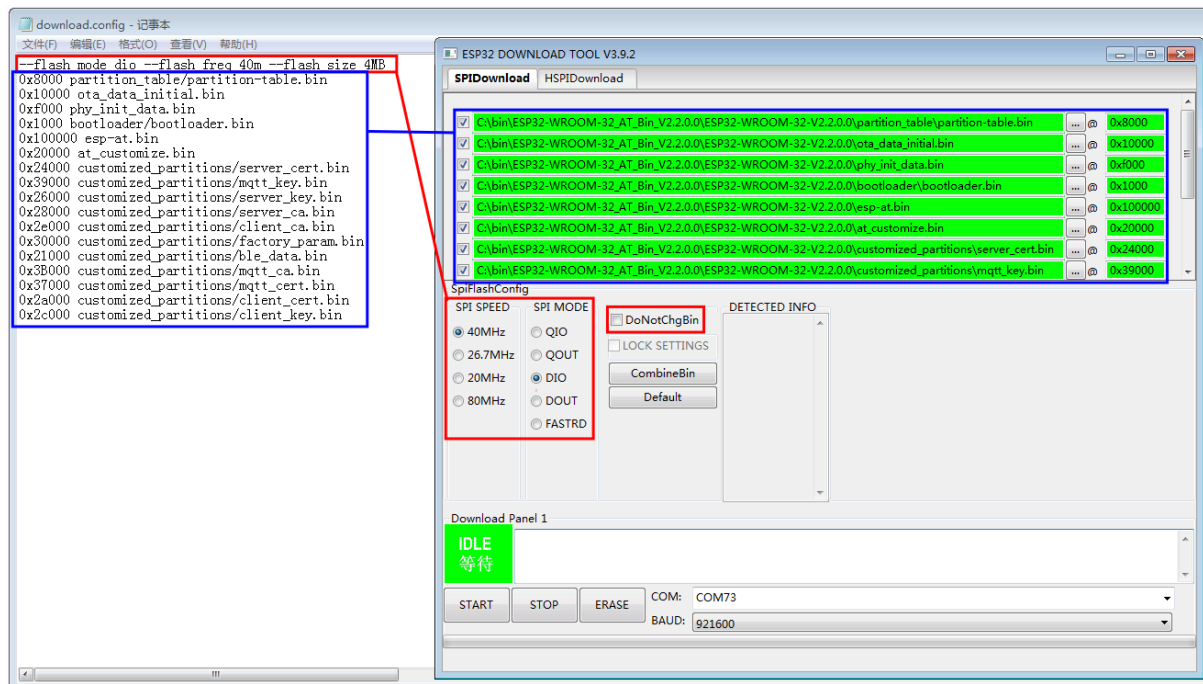 download.config - 记事本
文件(F) 编辑(E) 格式(O) 查看(V) 帮助(H)
--flash_mode dio --flash_freq 40m --flash_size 4MB
0x8000 partition_table/partition-table.bin
0x10000 ota_data_initial.bin
0xf000 phy_init_data.bin
0x1000 bootloader/bootloader.bin
0x100000 esp-at.bin
0x20000 at_customize.bin
0x24000 customized_partitions/server_cert.bin
0x39000 customized_partitions/mqtt_key.bin
0x26000 customized_partitions/server_key.bin
0x28000 customized_partitions/server_ca.bin
0x2e000 customized_partitions/client_ca.bin
0x30000 customized_partitions/factory_param.bin
0x21000 customized_partitions/ble_data.bin
0x3B000 customized_partitions/mqtt_ca.bin
0x37000 customized_partitions/mqtt_cert.bin
0x2a000 customized_partitions/client_cert.bin
0x2c000 customized_partitions/client_key.bin
ESP32 DOWNLOAD TOOL V3.9.2
SPIDownload HSPIDownload
C:\bin\ESP32-WROOM-32_AT_Bin_V2.2.0.0\ESP32-WROOM-32-V2.2.0.0\partition_table\partition-table.bin ... @ 0x8000
C:\bin\ESP32-WROOM-32_AT_Bin_V2.2.0.0\ESP32-WROOM-32-V2.2.0.0\ota_data_initial.bin ... @ 0x10000
C:\bin\ESP32-WROOM-32_AT_Bin_V2.2.0.0\ESP32-WROOM-32-V2.2.0.0\phy_init_data.bin ... @ 0xf000
C:\bin\ESP32-WROOM-32_AT_Bin_V2.2.0.0\ESP32-WROOM-32-V2.2.0.0\bootloader\bootloader.bin ... @ 0x1000
C:\bin\ESP32-WROOM-32_AT_Bin_V2.2.0.0\ESP32-WROOM-32-V2.2.0.0\esp-at.bin ... @ 0x100000
C:\bin\ESP32-WROOM-32_AT_Bin_V2.2.0.0\ESP32-WROOM-32-V2.2.0.0\at_customize.bin ... @ 0x20000
C:\bin\ESP32-WROOM-32_AT_Bin_V2.2.0.0\ESP32-WROOM-32-V2.2.0.0\customized_partitions\server_cert.bin ... @ 0x24000
C:\bin\ESP32-WROOM-32_AT_Bin_V2.2.0.0\ESP32-WROOM-32-V2.2.0.0\customized_partitions\mqtt_key.bin ... @ 0x39000
SpiFlashConfig
SPI SPEED SPI MODE DETECTED INFO
DoNotChgBin
40MHz QIO
LOCK SETTINGS
26.7MHz QOUT
CombineBin
20MHz DIO
Default
80MHz DOUT
FASTRD
Download Panel 1
IDLE
等待
START STOP ERASE
COM: COM73
BAUD: 921600